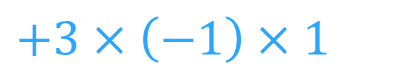 +3 × (−1) × 1